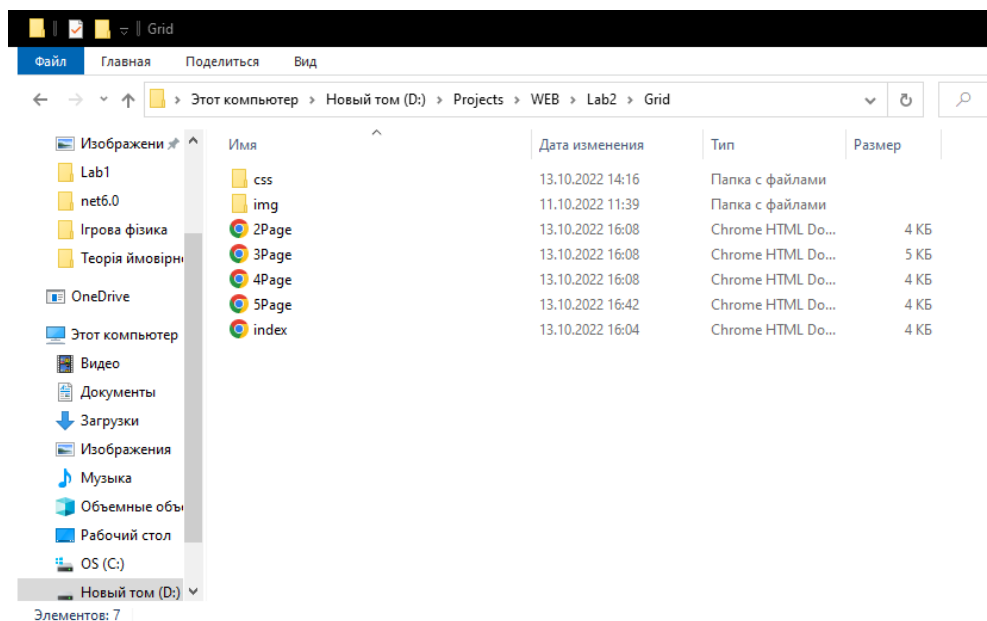 Grid
Файл Главная Поделиться Вид
Этот компьютер > Новый том (D:) > Projects > WEB > Lab2 > Grid
Изображени
Lab1
net6.0
Ігрова фізика
Теорія ймовірн
OneDrive
Этот компьютер
Видео
Документы
Загрузки
Изображения
Музыка
Объемные объ
Рабочий стол
OS (C:)
Новый том (D:)
Имя Дата изменения Тип Размер
css 13.10.2022 14:16 Папка с файлами
img 11.10.2022 11:39 Папка с файлами
2Page 13.10.2022 16:08 Chrome HTML Do... 4 КБ
3Page 13.10.2022 16:08 Chrome HTML Do... 5 КБ
4Page 13.10.2022 16:08 Chrome HTML Do... 4 КБ
5Page 13.10.2022 16:42 Chrome HTML Do... 4 КБ
index 13.10.2022 16:04 Chrome HTML Do... 4 КБ
Элементов: 7